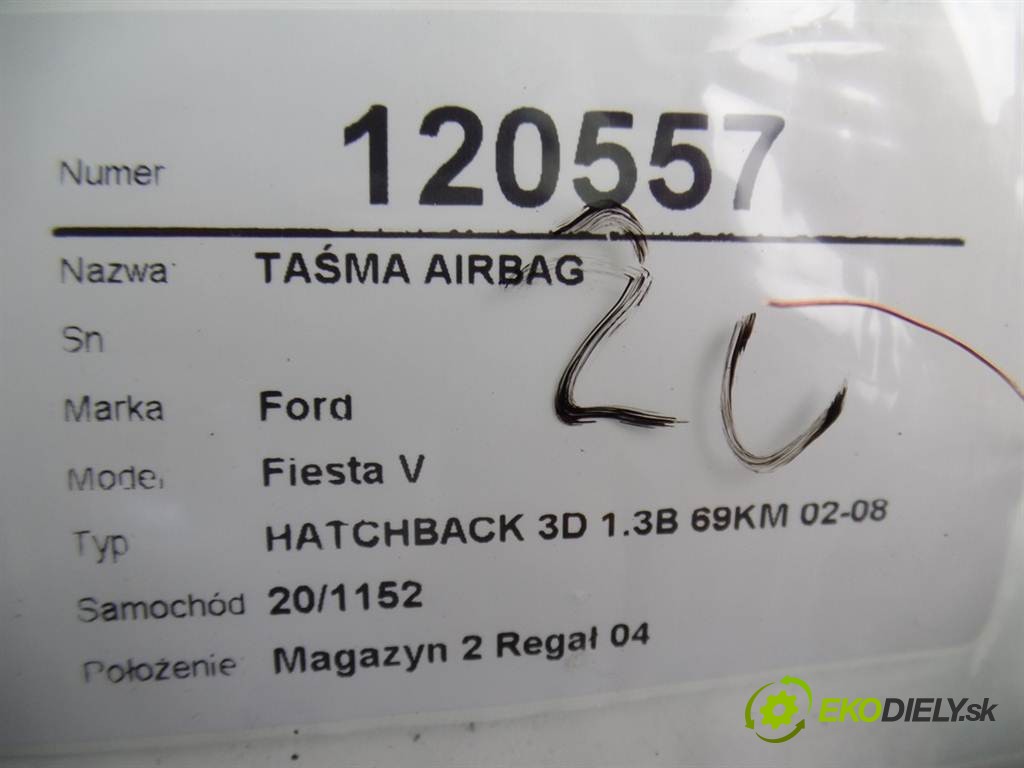 Numer 120557
Nazwa TAŚMA AIRBAG
Sn
Marka Ford
Model Fiesta V
Typ HATCHBACK 3D 1.3B 69KM 02-08
Samochód 20/1152
Położenie Magazyn 2 Regał 04
EKODIELY.sk